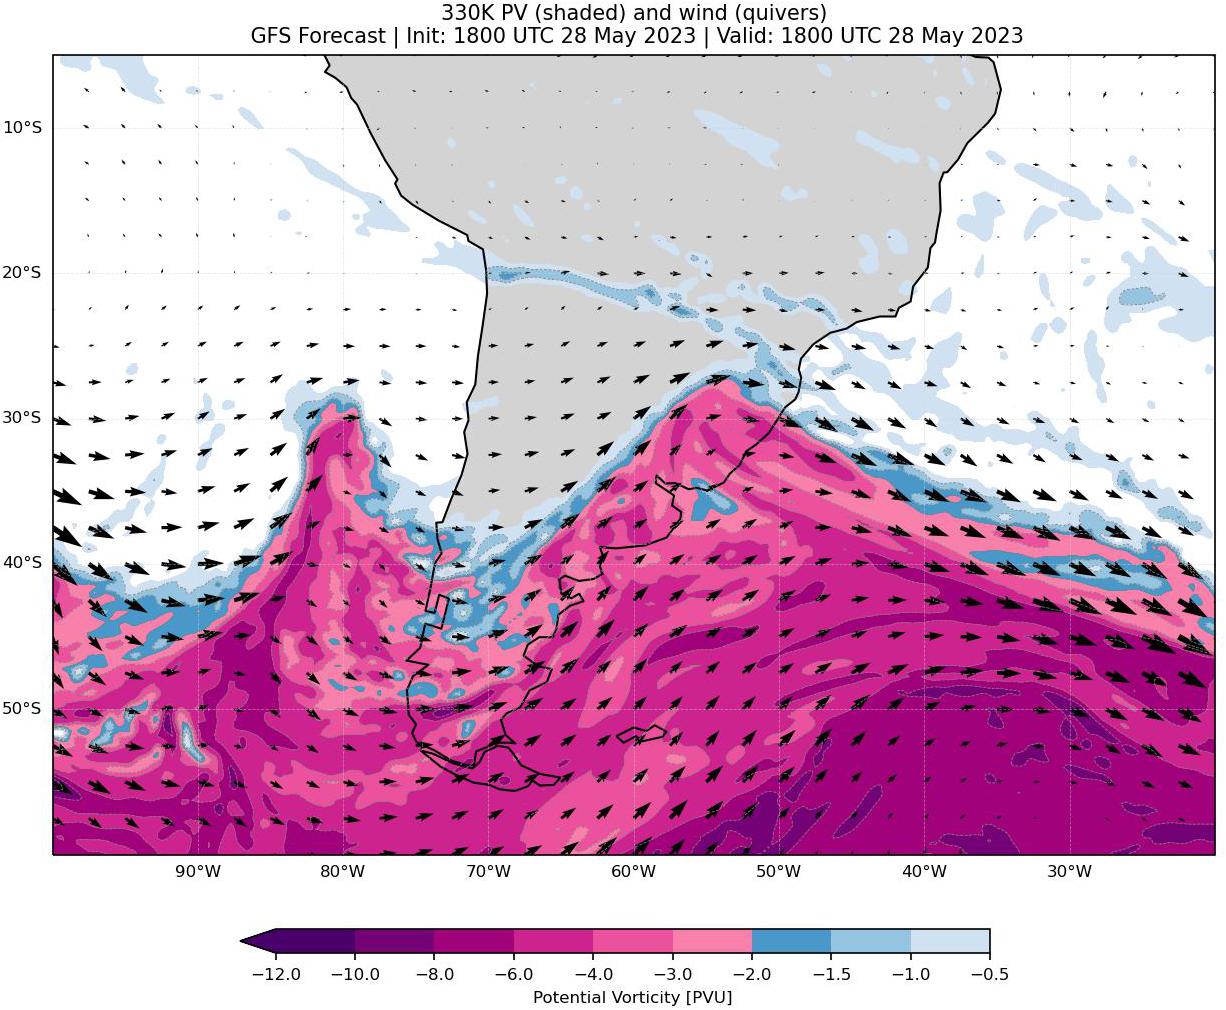 330K PV (shaded) and wind (quivers)
GFS Forecast | Init: 1800 UTC 28 May 2023 | Valid: 1800 UTC 28 May 2023
10°S
20°S
30°S
40°S
50°S
90°W 80°W 70°W 60°W 50°W 40°W 30°W
−12.0 −10.0 −8.0 −6.0 −4.0 −3.0 −2.0 −1.5 −1.0 −0.5
Potential Vorticity [PVU]